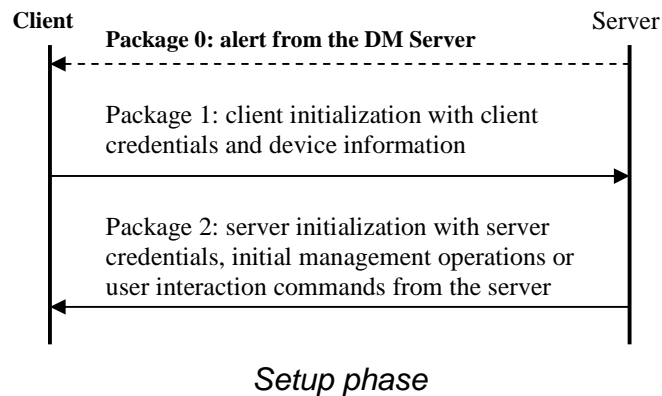 Client
Server
Package 0: alert from the DM Server
Package 1: client initialization with client
credentials and device information
Package 2: server initialization with server
credentials, initial management operations or
user interaction commands from the server
Setup phase